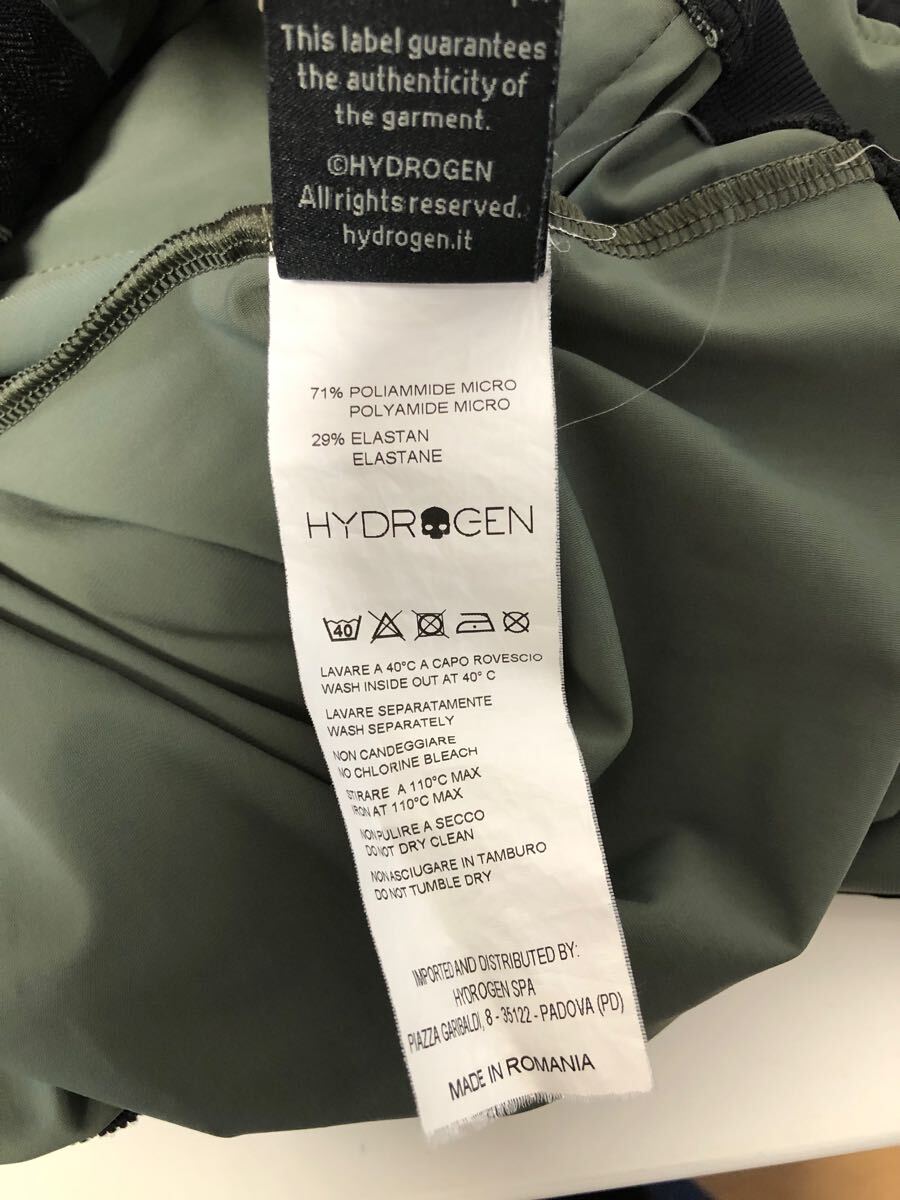 This label guarantees
the authenticity of
the garment.
©HYDROGEN
All rights reserved.
hydrogen.it
71% POLIAMMIDE MICRO
POLYAMIDE MICRO
29% ELASTAN
ELASTANE
HYDROGEN
40
LAVARE A 40°C A CAPO ROVESCIO
WASH INSIDE OUT AT 40° C
LAVARE SEPARATAMENTE
WASH SEPARATELY
NON CANDEGGIARE
NO CHLORINE BLEACH
STIRARE A 110°C MAX
IRON AT 110°C MAX
NON PULIRE A SECCO
DO NOT DRY CLEAN
NON ASCIUGARE IN TAMBURO
DO NOT TUMBLE DRY
IMPORTED AND DISTRIBUTED BY:
HYDROGEN SPA
PIAZZA GARIBALDI, 8 - 35122 - PADOVA (PD)
MADE IN ROMANIA